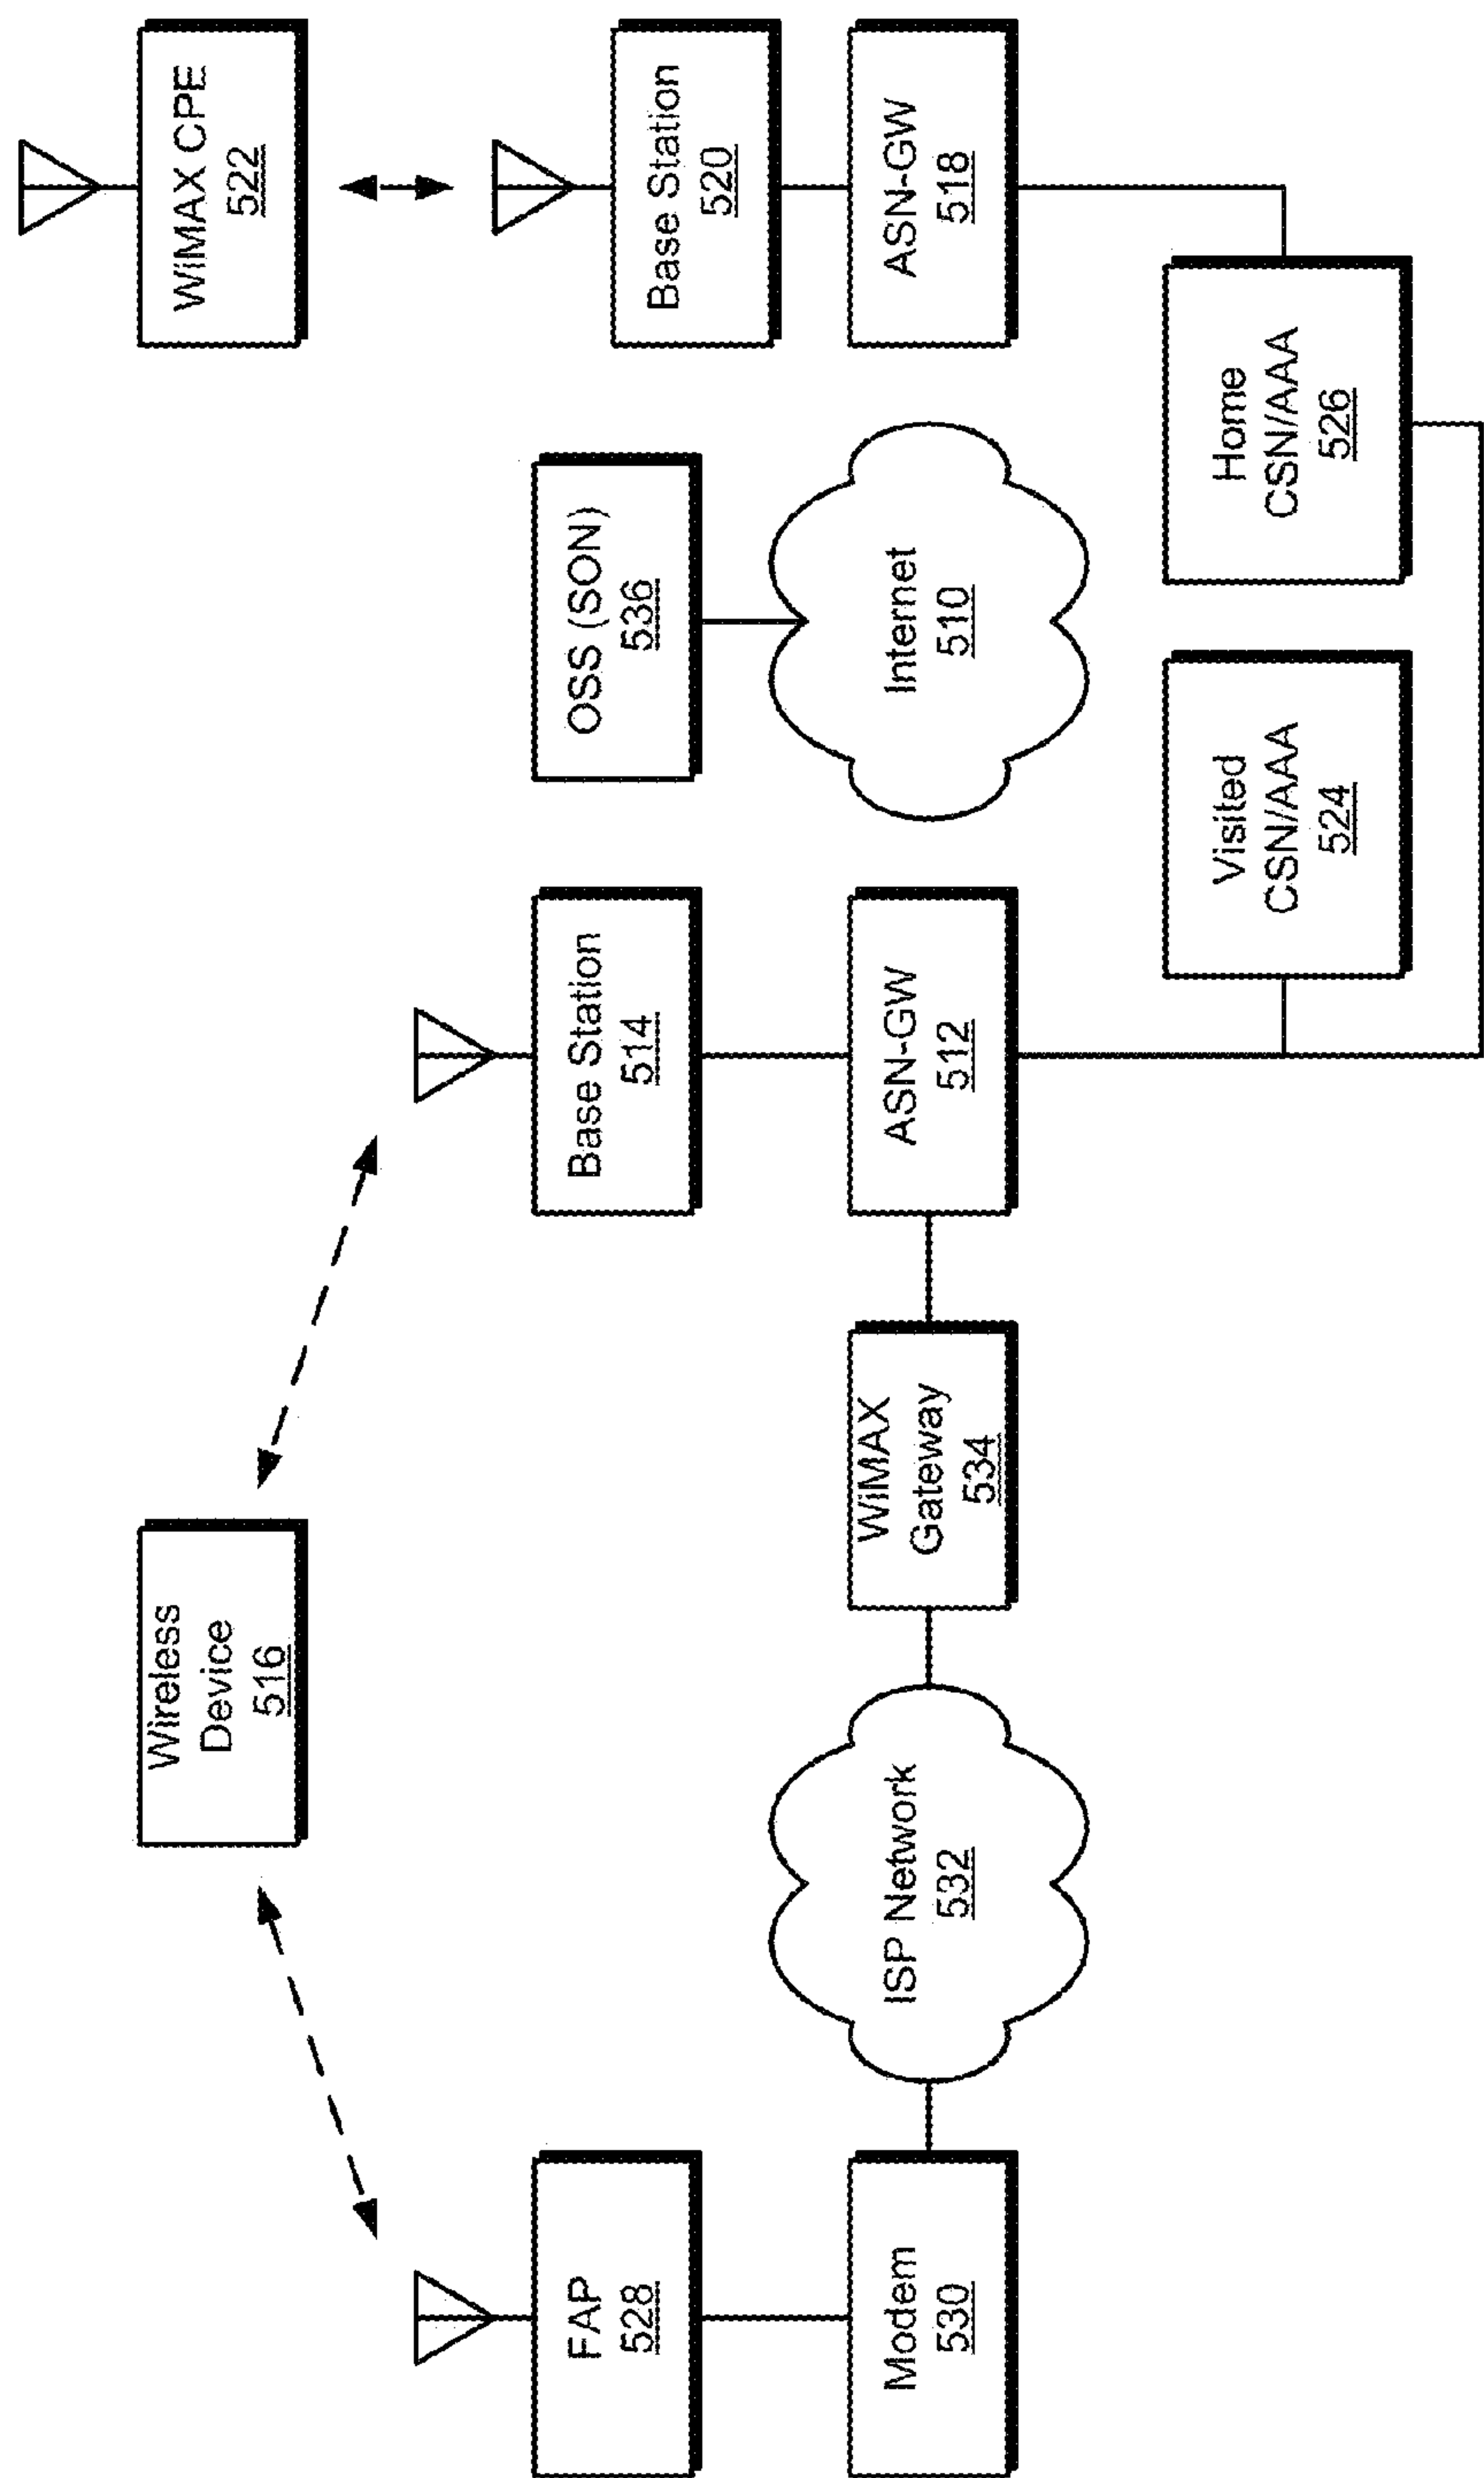 WiMAX CPE
522
Wireless
Device
516
Base Station
520
OSS (SON)
536
Base Station
514
FAP
528
ASN-GW
518
Internet
510
ASN-GW
512
WiMAX
Gateway
534
ISP Network
532
Modem
530
Home
CSN/AAA
526
Visited
CSN/AAA
524